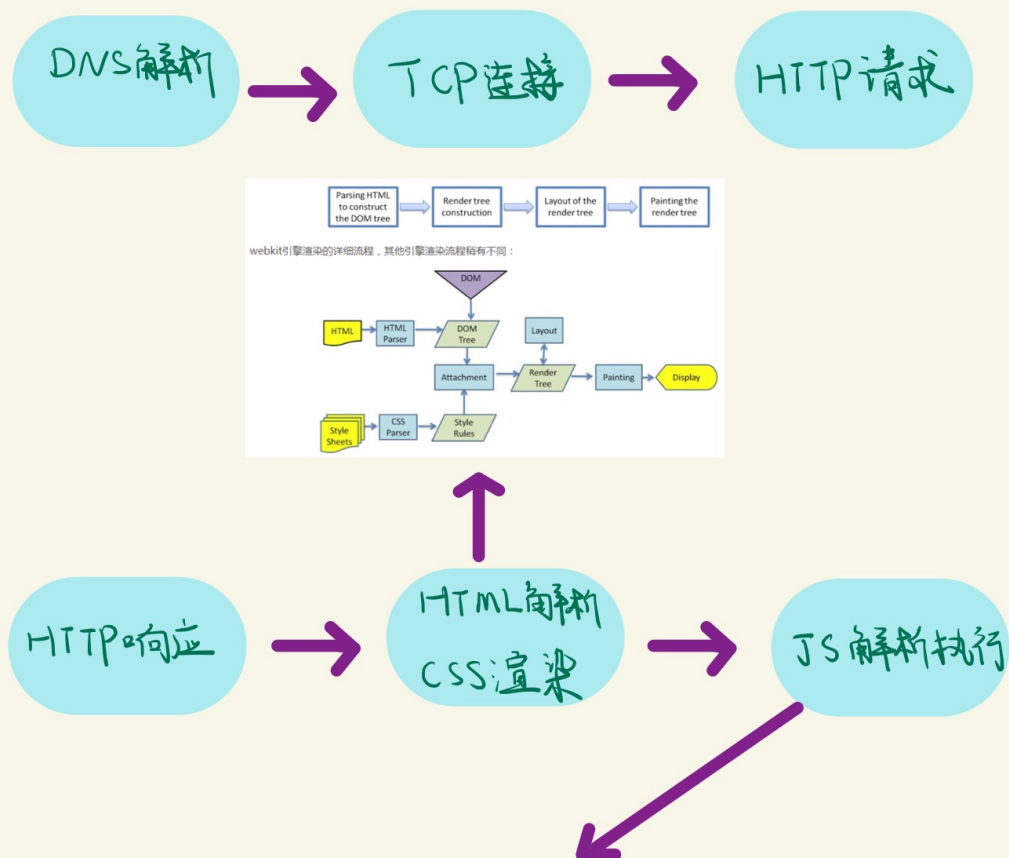 DNS解析
TCP连接
HTTP请求
Parsing HTML
to construct
the DOM tree
Render tree
construction
Layout of the
render tree
Painting the
render tree
webkit引擎渲染的详细流程，其他引擎渲染流程稍有不同：
DOM
HTML
HTML
Parser
DOM
Tree
Layout
Attachment
Render
Tree
Painting
Display
Style
Sheets
CSS
Parser
Style
Rules
HTTP响应
HTML解析
CSS渲染
JS解析执行